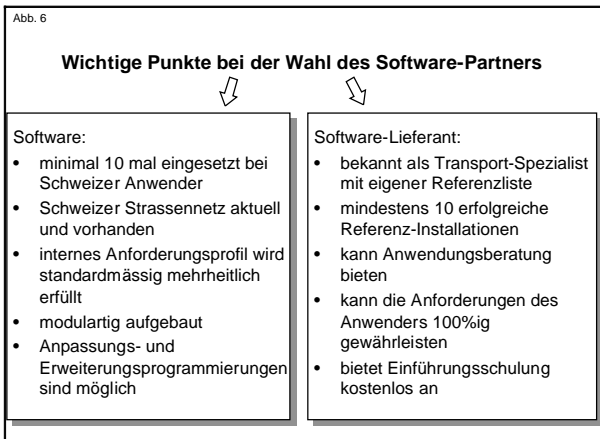 Abb. 6
Wichtige Punkte bei der Wahl des Software-Partners
Software:
• minimal 10 mal eingesetzt bei
Schweizer Anwender
• Schweizer Strassennetz aktuell
und vorhanden
• internes Anforderungsprofil wird
standardmässig mehrheitlich
erfüllt
• modulartig aufgebaut
• Anpassungs- und
Erweiterungsprogrammierungen
sind möglich
Software-Lieferant:
• bekannt als Transport-Spezialist
mit eigener Referenzliste
• mindestens 10 erfolgreiche
Referenz-Installationen
• kann Anwendungsberatung
bieten
• kann die Anforderungen des
Anwenders 100%ig
gewährleisten
• bietet Einführungsschulung
kostenlos an